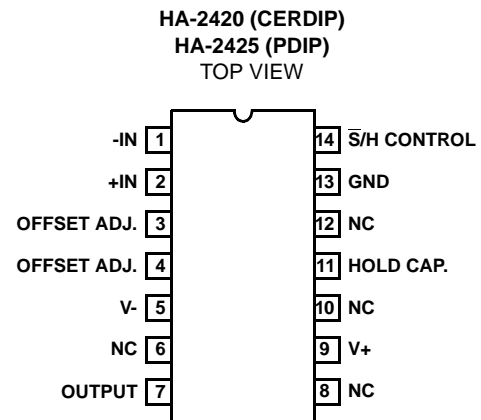 HA-2420 (CERDIP)
HA-2425 (PDIP)
TOP VIEW
-IN 1 14 S̅/H CONTROL
+IN 2 13 GND
OFFSET ADJ. 3 12 NC
OFFSET ADJ. 4 11 HOLD CAP.
V- 5 10 NC
NC 6 9 V+
OUTPUT 7 8 NC